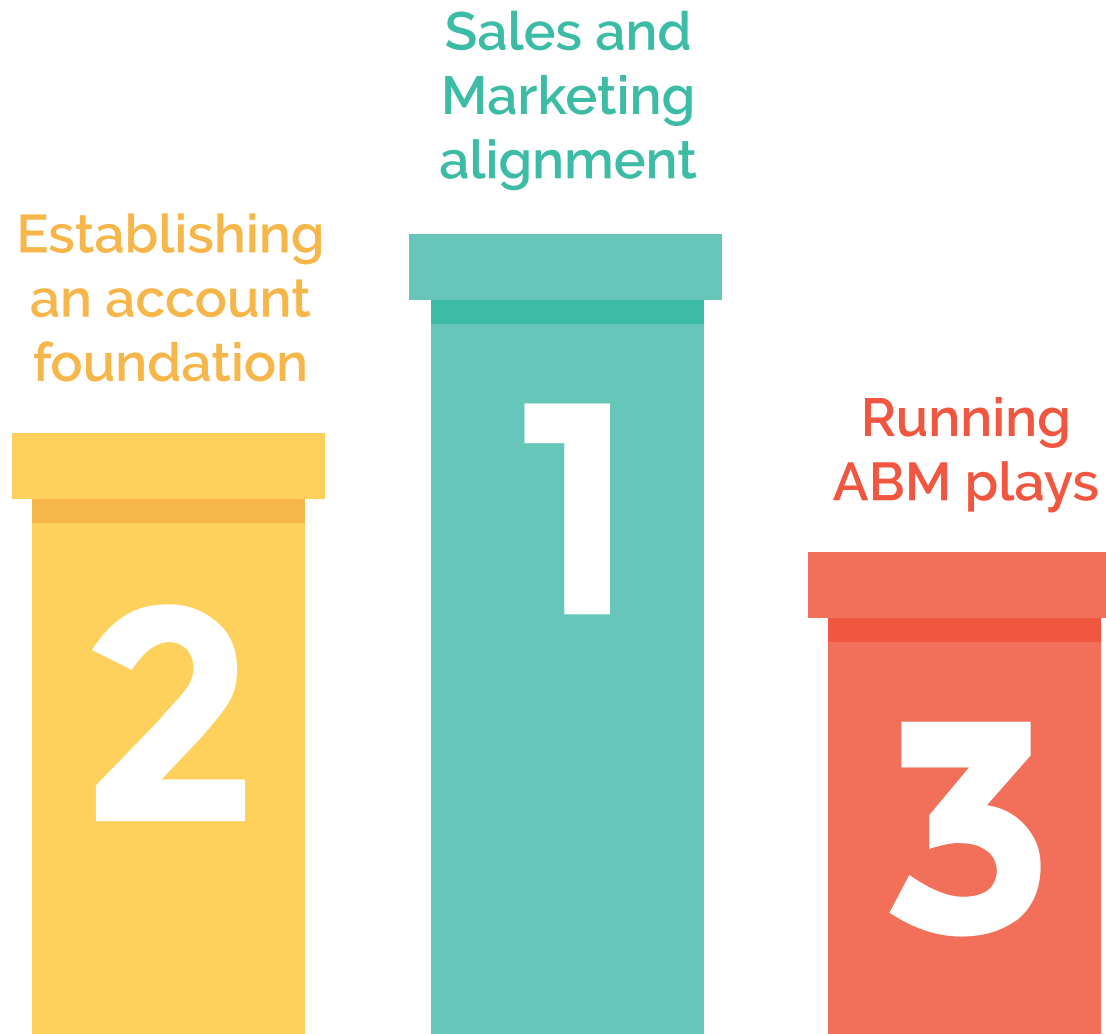 Sales and
Marketing
alignment
1
Establishing
an account
foundation
2
Running
ABM plays
3